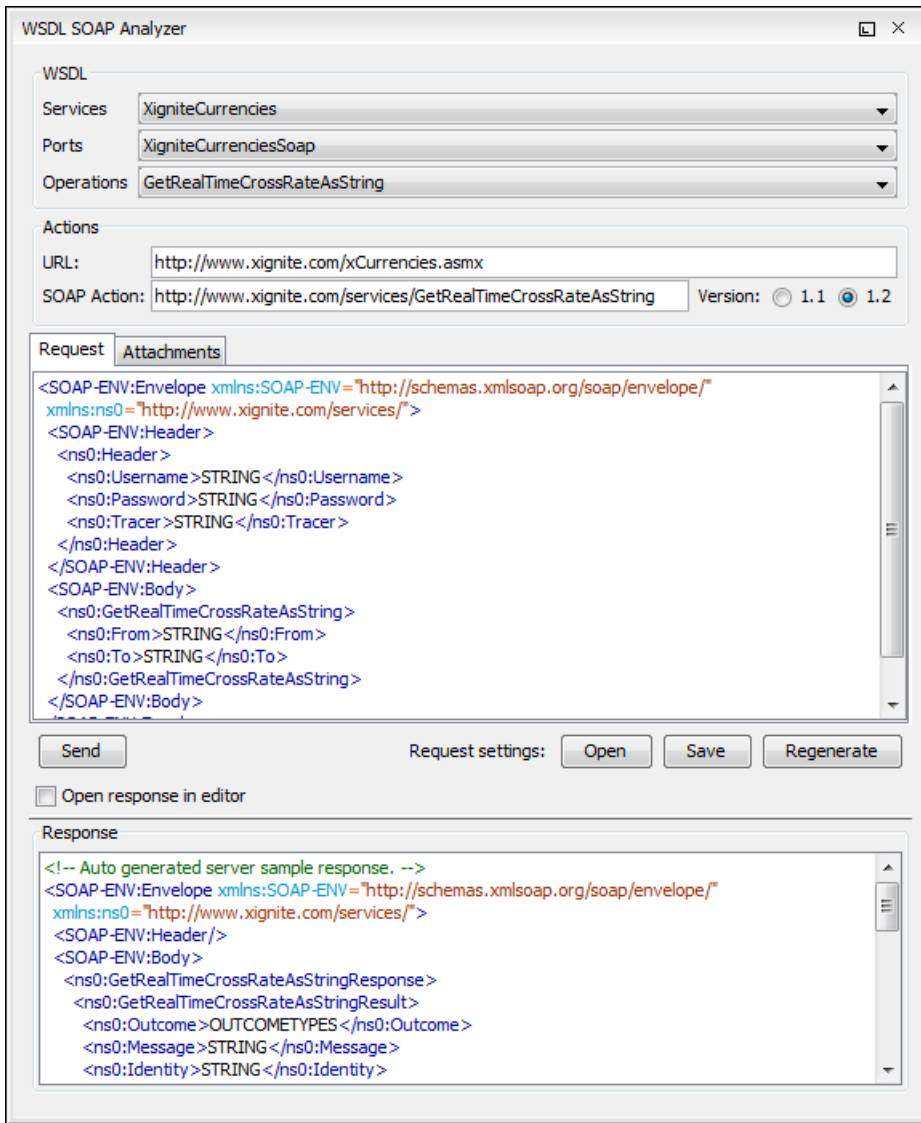 WSDL SOAP Analyzer
WSDL
Services XigniteCurrencies
Ports XigniteCurrenciesSoap
Operations GetRealTimeCrossRateAsString
Actions
URL: http://www.xignite.com/xCurrencies.asmx
SOAP Action: http://www.xignite.com/services/GetRealTimeCrossRateAsString Version: 1.1 1.2
Request Attachments
<SOAP-ENV:Envelope xmlns:SOAP-ENV="http://schemas.xmlsoap.org/soap/envelope/"
xmlns:ns0="http://www.xignite.com/services/">
<SOAP-ENV:Header>
<ns0:Header>
<ns0:Username>STRING</ns0:Username>
<ns0:Password>STRING</ns0:Password>
<ns0:Tracer>STRING</ns0:Tracer>
</ns0:Header>
</SOAP-ENV:Header>
<SOAP-ENV:Body>
<ns0:GetRealTimeCrossRateAsString>
<ns0:From>STRING</ns0:From>
<ns0:To>STRING</ns0:To>
</ns0:GetRealTimeCrossRateAsString>
</SOAP-ENV:Body>
Send Request settings: Open Save Regenerate
Open response in editor
Response
<!-- Auto generated server sample response. -->
<SOAP-ENV:Envelope xmlns:SOAP-ENV="http://schemas.xmlsoap.org/soap/envelope/"
xmlns:ns0="http://www.xignite.com/services/">
<SOAP-ENV:Header/>
<SOAP-ENV:Body>
<ns0:GetRealTimeCrossRateAsStringResponse>
<ns0:GetRealTimeCrossRateAsStringResult>
<ns0:Outcome>OUTCOMETYPES</ns0:Outcome>
<ns0:Message>STRING</ns0:Message>
<ns0:Identity>STRING</ns0:Identity>